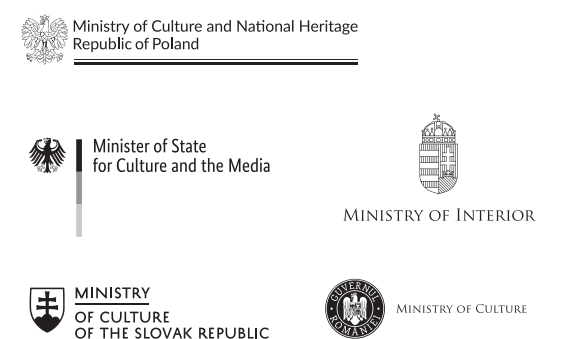 Ministry of Culture and National Heritage
Republic of Poland
Minister of State
for Culture and the Media
MINISTRY OF INTERIOR
MINISTRY
OF CULTURE
OF THE SLOVAK REPUBLIC
GUVERNUL
ROMÂNIEI
MINISTRY OF CULTURE